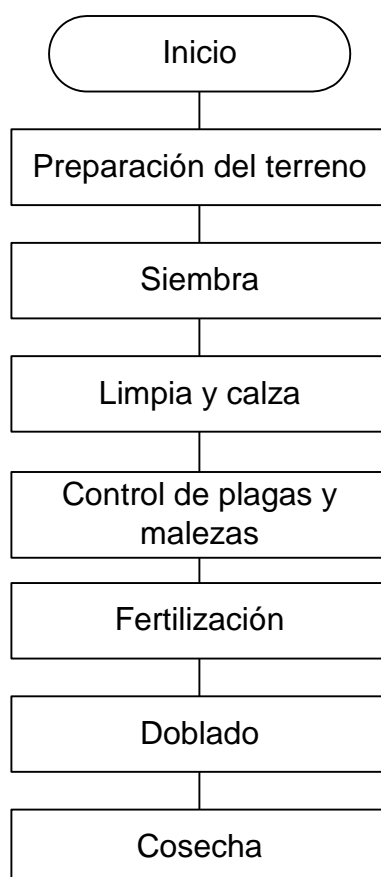 Inicio
Preparación del terreno
Siembra
Limpia y calza
Control de plagas y
malezas
Fertilización
Doblado
Cosecha